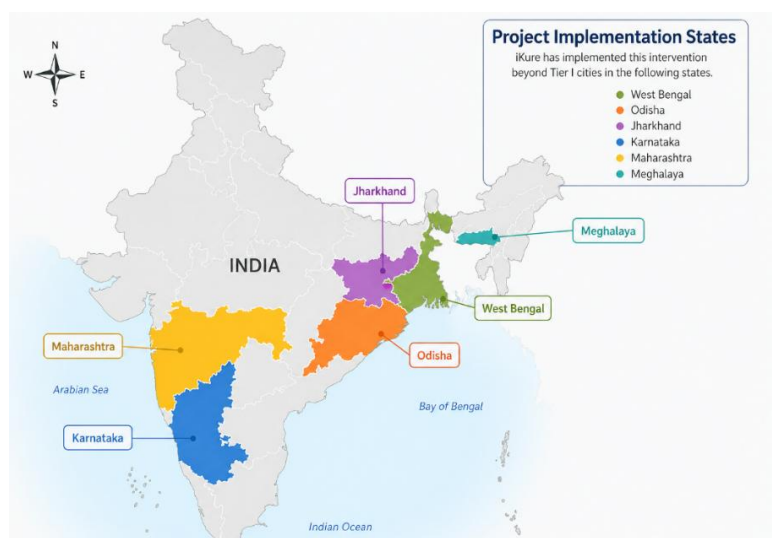 Project Implementation States
iKure has implemented this intervention
beyond Tier I cities in the following states.
West Bengal
Odisha
Jharkhand
Karnataka
Maharashtra
Meghalaya
N
W
E
S
Jharkhand
Meghalaya
INDIA
West Bengal
Maharashtra
Odisha
Arabian Sea
Bay of Bengal
Karnataka
Indian Ocean